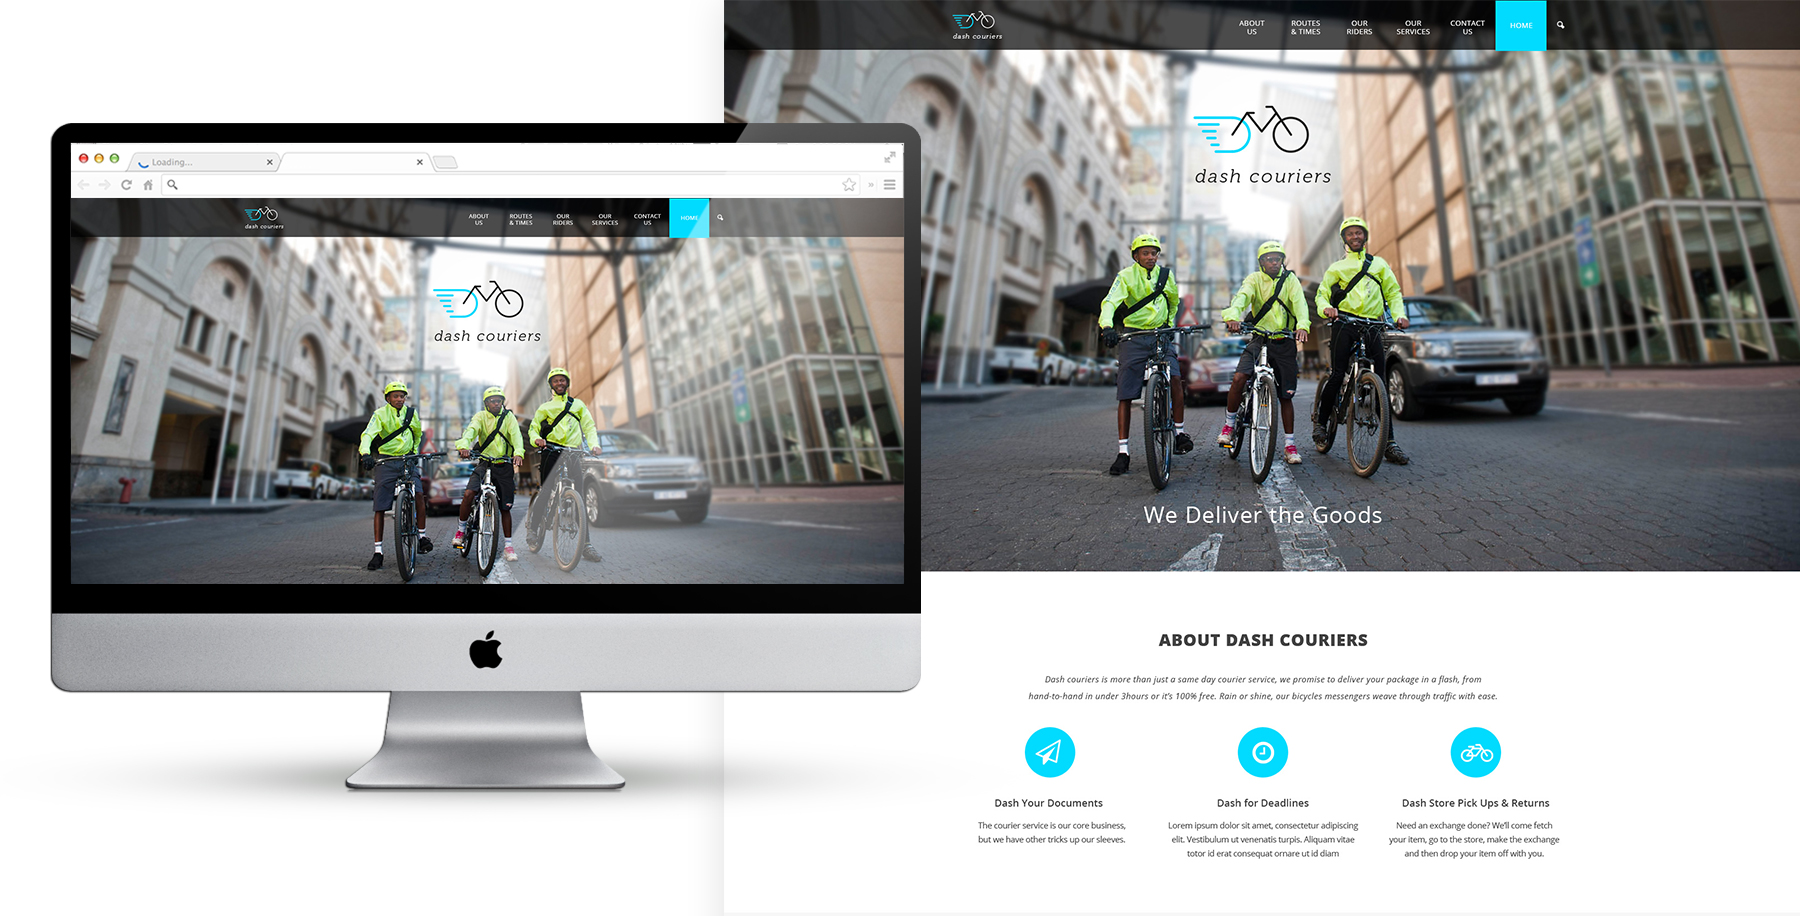 Loading...
dash couriers
ABOUT
US
ROUTES
& TIMES
OUR
RIDERS
OUR
SERVICES
CONTACT
US
HOME
dash couriers
dash couriers
ABOUT
US
ROUTES
& TIMES
OUR
RIDERS
OUR
SERVICES
CONTACT
US
HOME
dash couriers
We Deliver the Goods
ABOUT DASH COURIERS
Dash couriers is more than just a same day courier service, we promise to deliver your package in a flash, from
hand-to-hand in under 3hours or it's 100% free. Rain or shine, our bicycles messengers weave through traffic with ease.
Dash Your Documents
The courier service is our core business,
but we have other tricks up our sleeves.
Dash for Deadlines
Lorem ipsum dolor sit amet, consectetur adipiscing
elit. Vestibulum ut venenatis turpis. Aliquam vitae
totor id erat consequat ornare ut id diam
Dash Store Pick Ups & Returns
Need an exchange done? We'll come fetch
your item, go to the store, make the exchange
and then drop your item off with you.